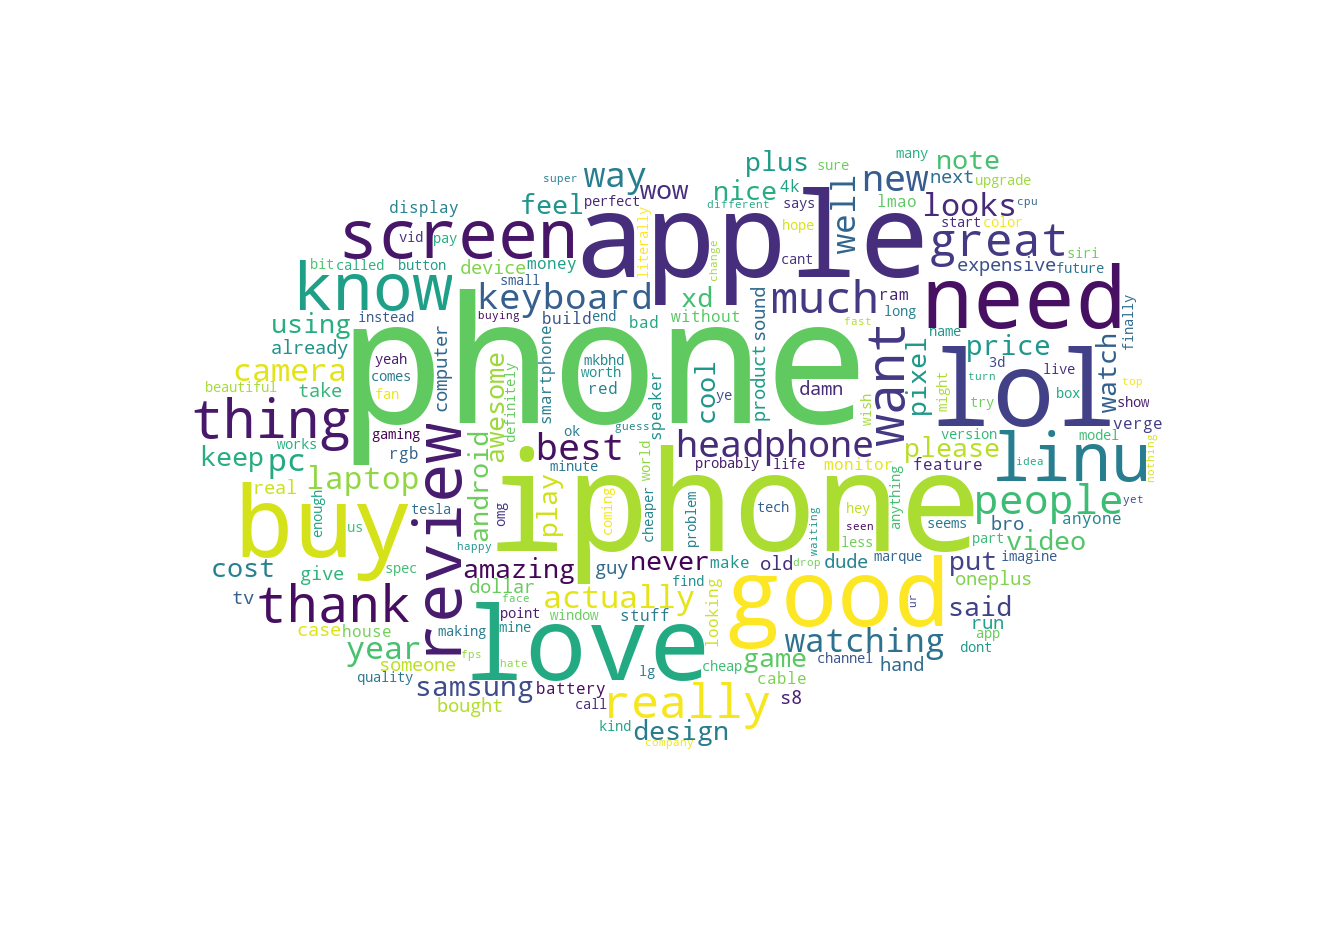 many
plus
sure
note
super
way
wow
nice
4k
new
next
upgrade
perfect
feel
different
says
well
lmao
looks
cpu
display
screen
apple
literally
hope
start
color
great
vid
pay
change
cant
siri
bit
called
button
device
money
expensive
future
know
small
keyboard
xd
much
ram
need
buying
long
using
instead
build
end
bad
without
sound
fast
name
finally
already
phone
computer
smartphone
mkbhd
want
pixel
price
yeah
worth
product
3d
live
watch
camera
comes
red
cool
damn
might
turn
top
beautiful
take
fan
awesome
definitely
speaker
ye
wish
lol
try
box
show
thing
gaming
ok
guess
verge
works
rgb
best
headphone
please
version
model
nothing
keep
pc
android
minute
world
probably
life
monitor
feature
linu
idea
laptop
real
enough
review
play
iphone
cheaper
problem
tech
hey
anything
people
yet
buy
tesla
omg
coming
waiting
seen
seems
bro
anyone
us
happy
less
part
video
cost
give
spec
amazing
guy
never
make
old
drop
dude
marque
put
imagine
find
oneplus
tv
thank
dollar
face
actually
looking
good
ur
said
case
house
point
window
stuff
run
app
making
mine
love
watching
dont
year
someone
fps
hate
lg
cheap
game
channel
hand
quality
samsung
battery
cable
bought
call
really
s8
kind
design
company